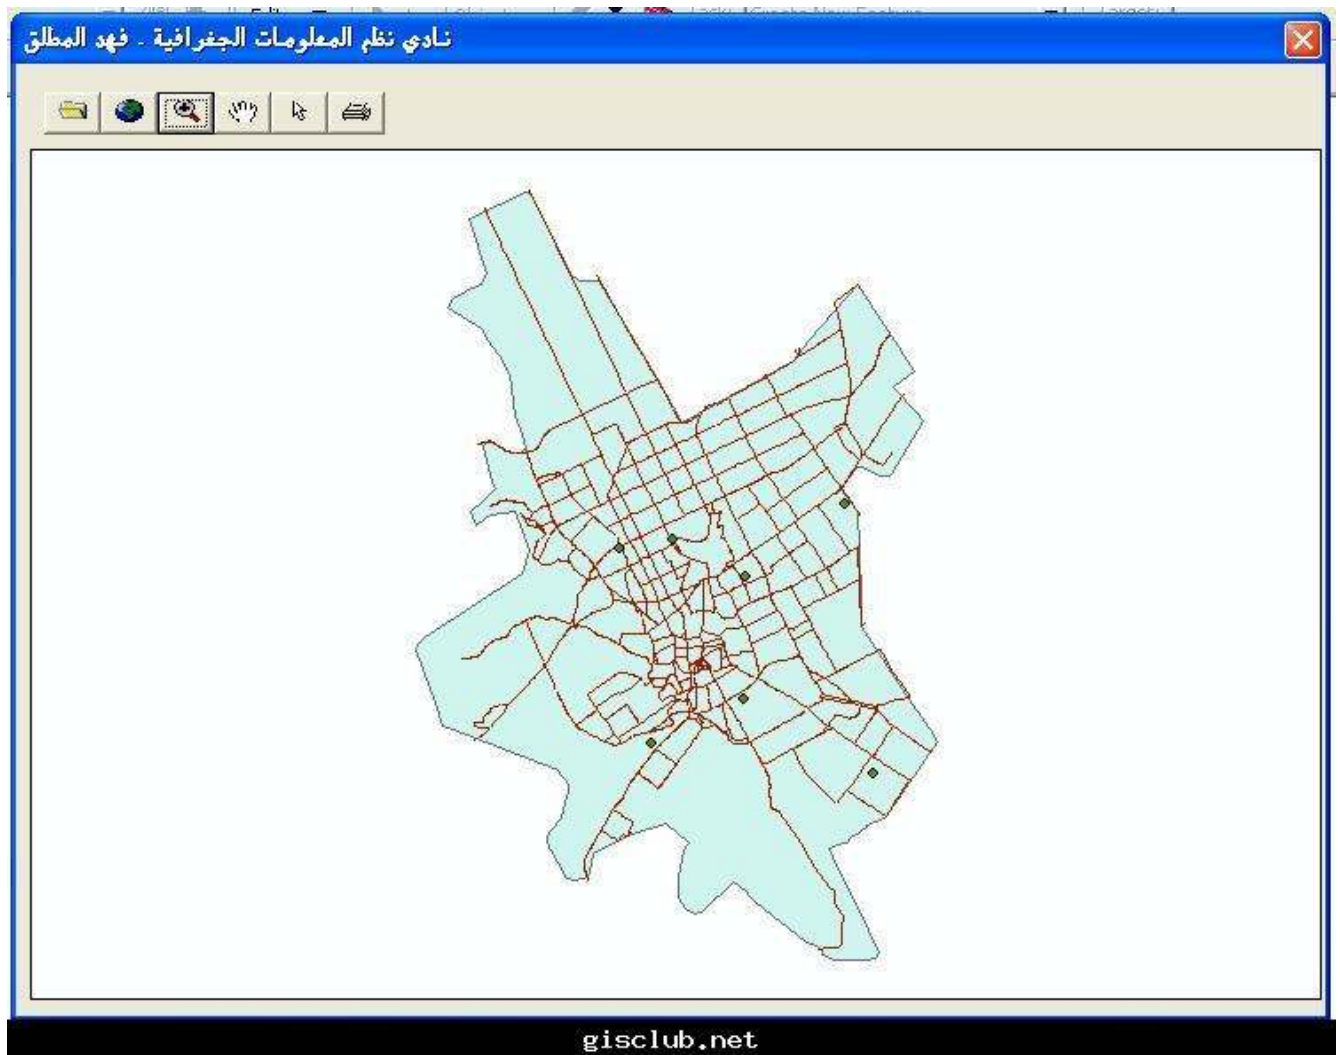 نادي نظم المعلومات الجغرافية - فهد المطلق
gisclub.net